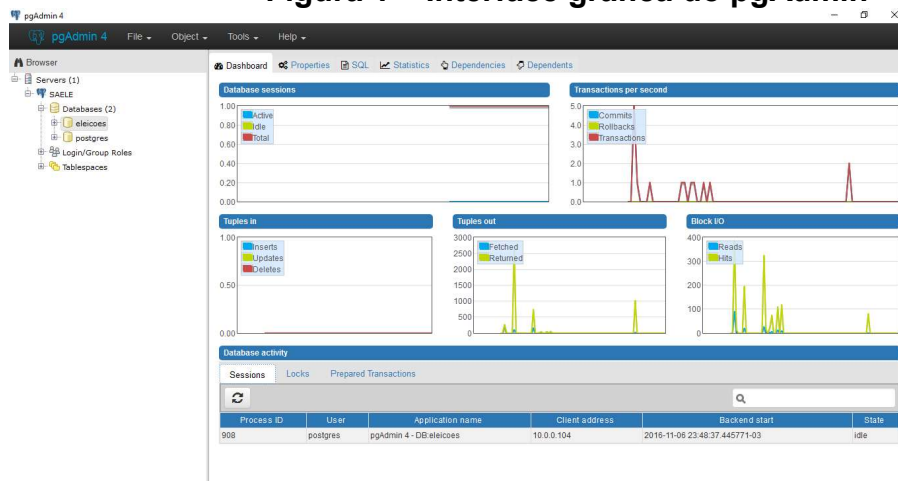 pgAdmin 4
pgAdmin 4 File Object Tools Help
Browser
Servers (1)
SAELE
Databases (2)
eleicoes
postgres
Login/Group Roles
Tablespaces
Dashboard Properties SQL Statistics Dependencies Dependents
Database sessions
1.00
0.80
0.60
0.40
0.20
0.00
Active
Idle
Total
Transactions per second
5.0
4.0
3.0
2.0
1.0
0.0
Commits
Rollbacks
Transactions
Tuples in
1.00
0.50
0.00
Inserts
Updates
Deletes
Tuples out
3000
2500
2000
1500
1000
500
0
Fetched
Returned
Block I/O
400
300
200
100
0
Reads
Hits
Database activity
Sessions Locks Prepared Transactions
Process ID User Application name Client address Backend start State
908 postgres pgAdmin 4 - DB:eleicoes 10.0.0.104 2016-11-06 23:48:37.445771-03 idle